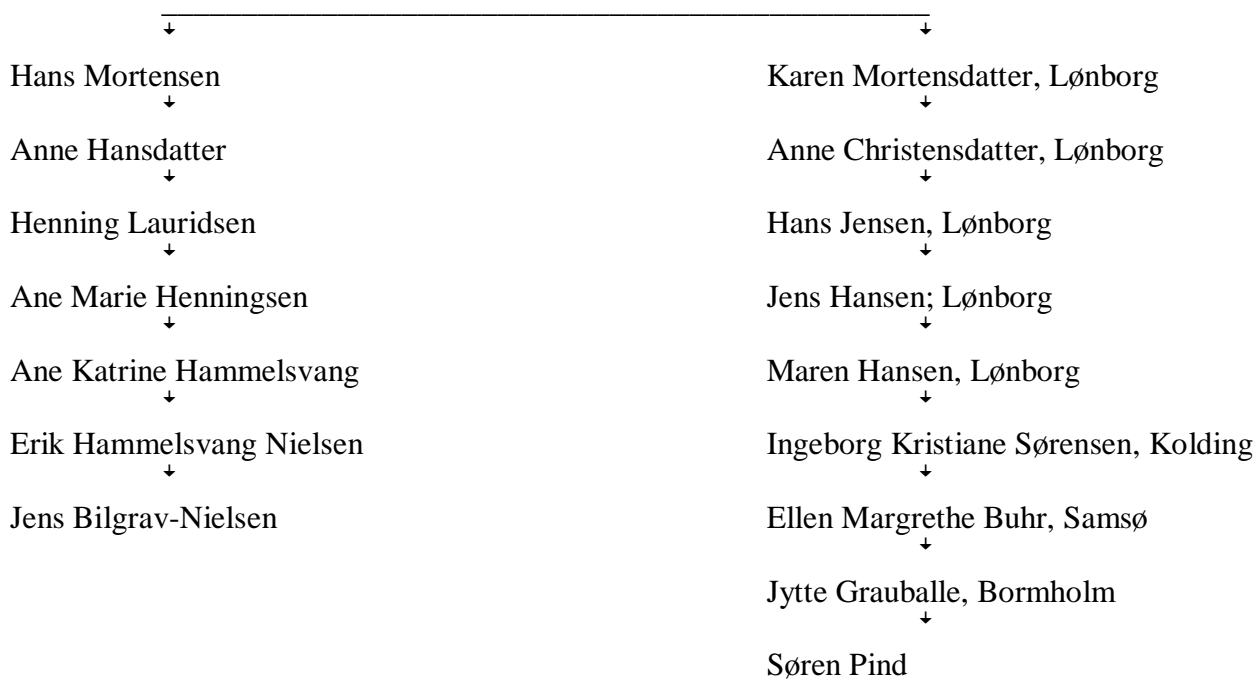 Hans Mortensen Karen Mortensdatter, Lønborg
Anne Hansdatter Anne Christensdatter, Lønborg
Henning Lauridsen Hans Jensen, Lønborg
Ane Marie Henningsen Jens Hansen; Lønborg
Ane Katrine Hammelsvang Maren Hansen, Lønborg
Erik Hammelsvang Nielsen Ingeborg Kristiane Sørensen, Kolding
Jens Bilgrav-Nielsen Ellen Margrethe Buhr, Samsø
Jytte Grauballe, Bormholm
Søren Pind